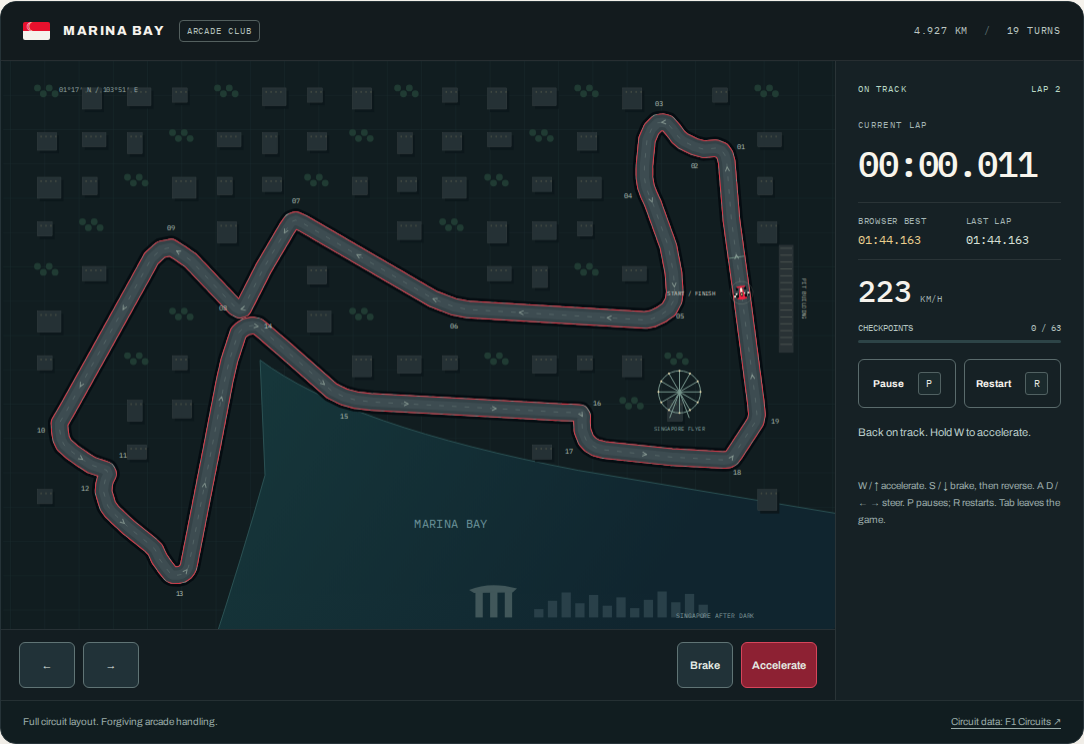 MARINA BAY
ARCADE CLUB
4.927 KM / 19 TURNS
01°17' N / 103°51' E
03
01
02
04
07
09
START / FINISH
PIT BUILDING
08
14
05
06
SINGAPORE FLYER
16
15
19
10
17
11
18
12
MARINA BAY
13
SINGAPORE AFTER DARK
ON TRACK
LAP 2
CURRENT LAP
00:00.011
BROWSER BEST
LAST LAP
01:44.163
01:44.163
223 KM/H
CHECKPOINTS
0 / 63
Pause P
Restart R
Back on track. Hold W to accelerate.
W / ↑ accelerate. S / ↓ brake, then reverse. A D /
← → steer. P pauses; R restarts. Tab leaves the
game.
←
→
Brake
Accelerate
Full circuit layout. Forgiving arcade handling.
Circuit data: F1 Circuits ↗